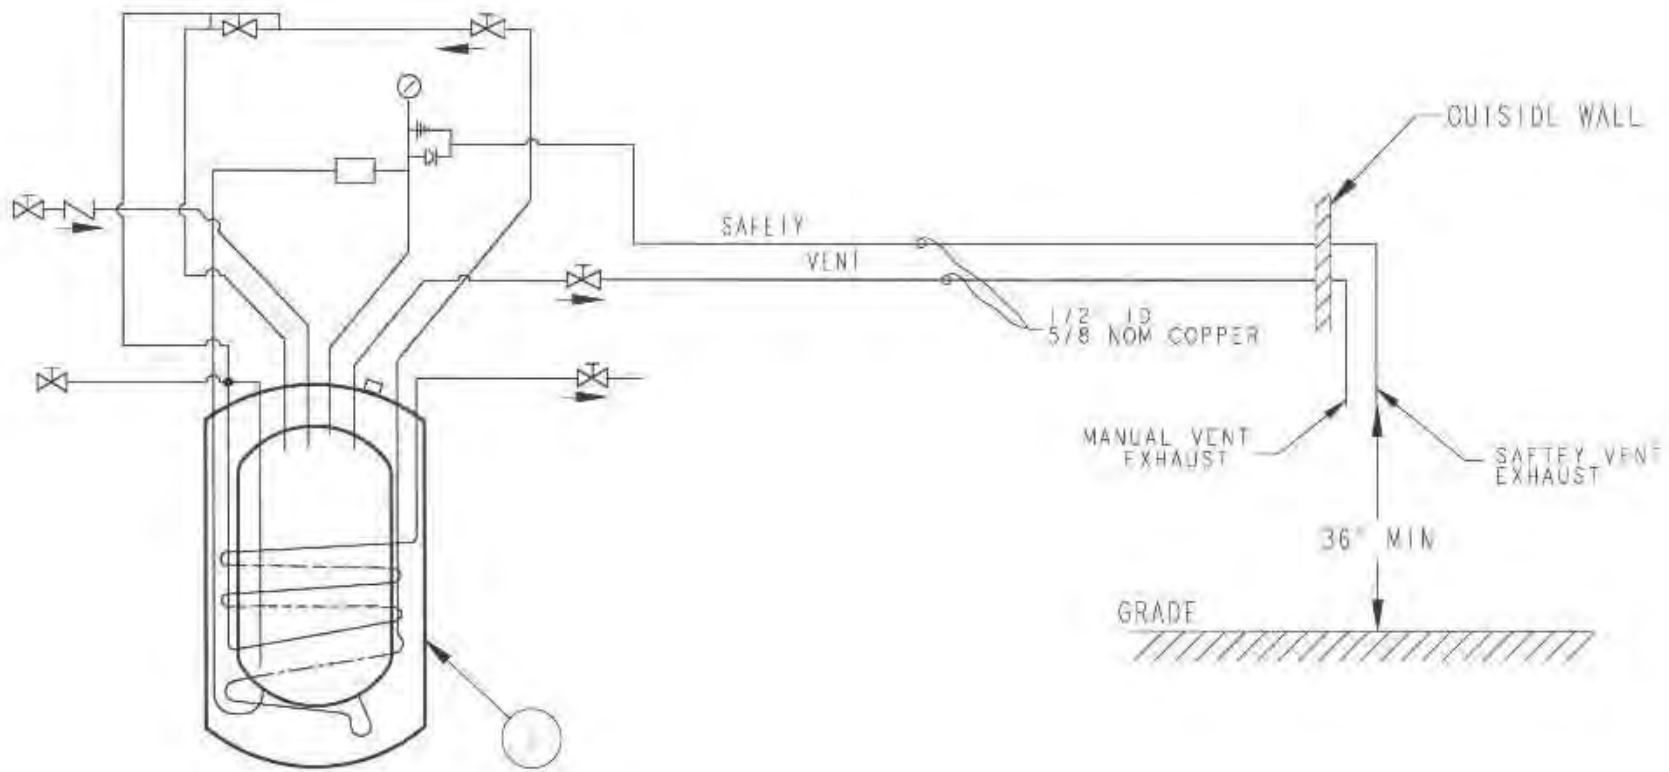 OUTSIDE WALL
SAFETY
VENT
1/2" ID
5/8 NOM COPPER
MANUAL VENT
EXHAUST
SAFTEY VENT
EXHAUST
36" MIN
GRADE